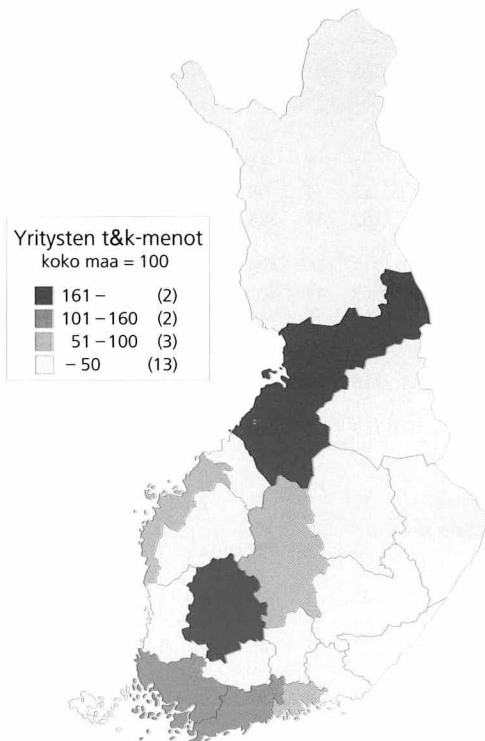 Yritysten t&k-menot
koko maa = 100
161 – (2)
101 – 160 (2)
51 – 100 (3)
– 50 (13)